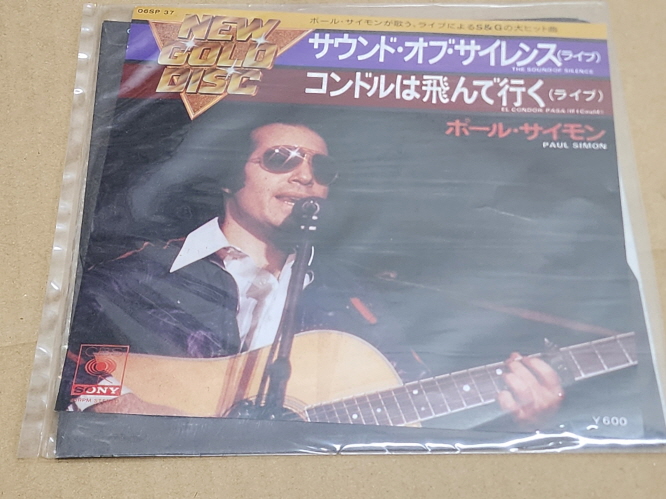 06SP 37
NEW
GOLD
DISC
ポール・サイモンが歌う、ライブによるS&Gの大ヒット曲
サウンド・オブ・サイレンス(ライブ)
THE SOUND OF SILENCE
コンドルは飛んで行く(ライブ)
EL CONDOR PASA (If I Could)
ポール・サイモン
PAUL SIMON
SONY
¥600